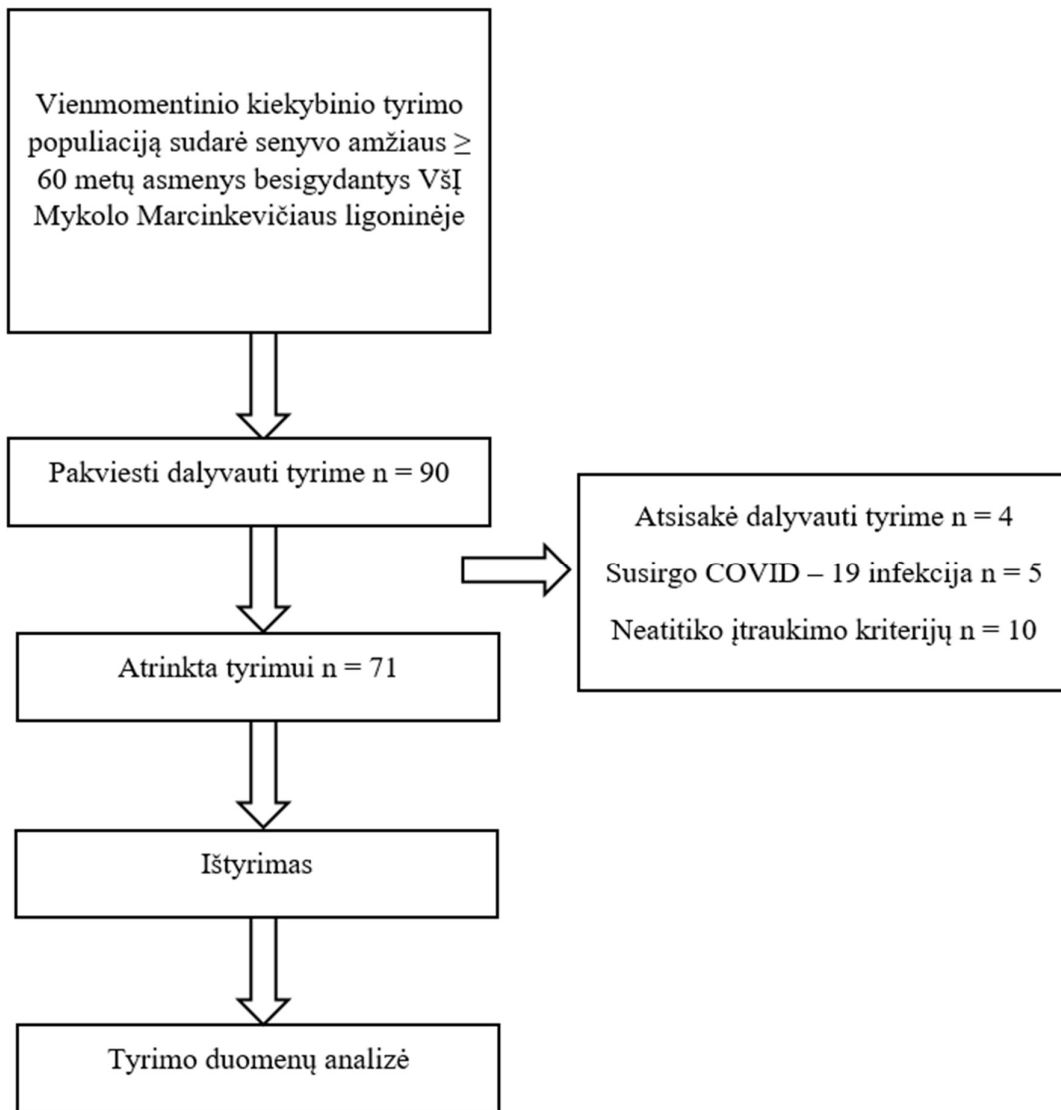 Vienmomentinio kiekybinio tyrimo
populiaciją sudarė senyvo amžiaus ≥
60 metų asmenys besigydantys VšĮ
Mykolo Marcinkevičiaus ligoninėje
Pakviesti dalyvauti tyrime n = 90
Atsisakė dalyvauti tyrime n = 4
Susirgo COVID – 19 infekcija n = 5
Neatitiko įtraukimo kriterijų n = 10
Atrinkta tyrimui n = 71
Ištyrimas
Tyrimo duomenų analizė